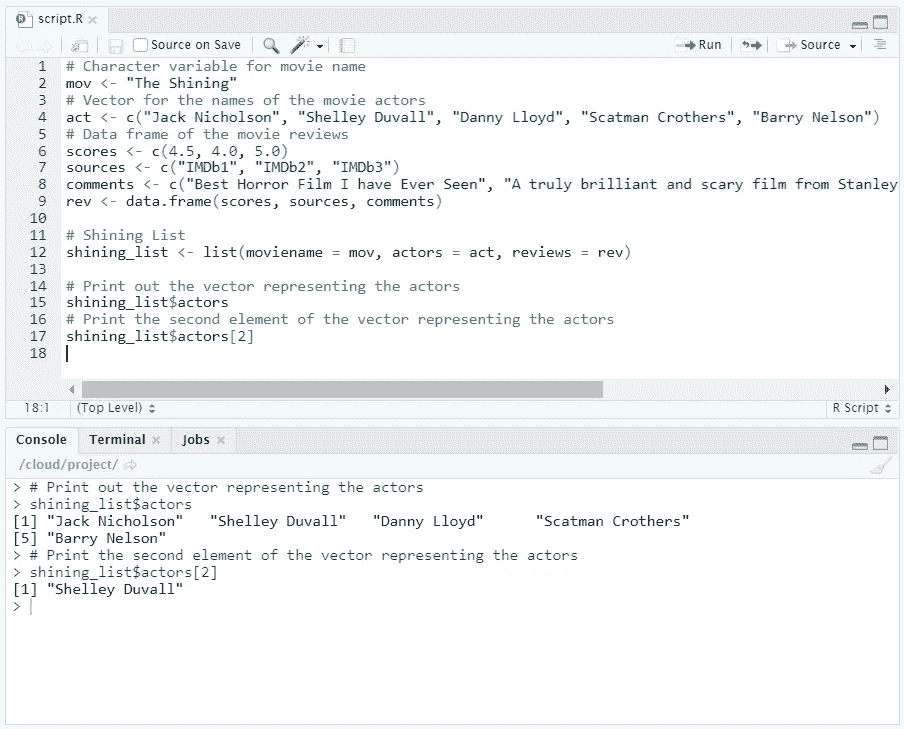 script.R
Source on Save
Run
Source
1 # Character variable for movie name
2 mov <- "The Shining"
3 # Vector for the names of the movie actors
4 act <- c("Jack Nicholson", "Shelley Duvall", "Danny Lloyd", "Scatman Crothers", "Barry Nelson")
5 # Data frame of the movie reviews
6 scores <- c(4.5, 4.0, 5.0)
7 sources <- c("IMDb1", "IMDb2", "IMDb3")
8 comments <- c("Best Horror Film I have Ever Seen", "A truly brilliant and scary film from Stanley
9 rev <- data.frame(scores, sources, comments)
10
11 # Shining List
12 shining_list <- list(moviename = mov, actors = act, reviews = rev)
13
14 # Print out the vector representing the actors
15 shining_list$actors
16 # Print the second element of the vector representing the actors
17 shining_list$actors[2]
18
18:1 (Top Level) R Script
Console Terminal Jobs
/cloud/project/
> # Print out the vector representing the actors
> shining_list$actors
[1] "Jack Nicholson" "Shelley Duvall" "Danny Lloyd" "Scatman Crothers"
[5] "Barry Nelson"
> # Print the second element of the vector representing the actors
> shining_list$actors[2]
[1] "Shelley Duvall"
>